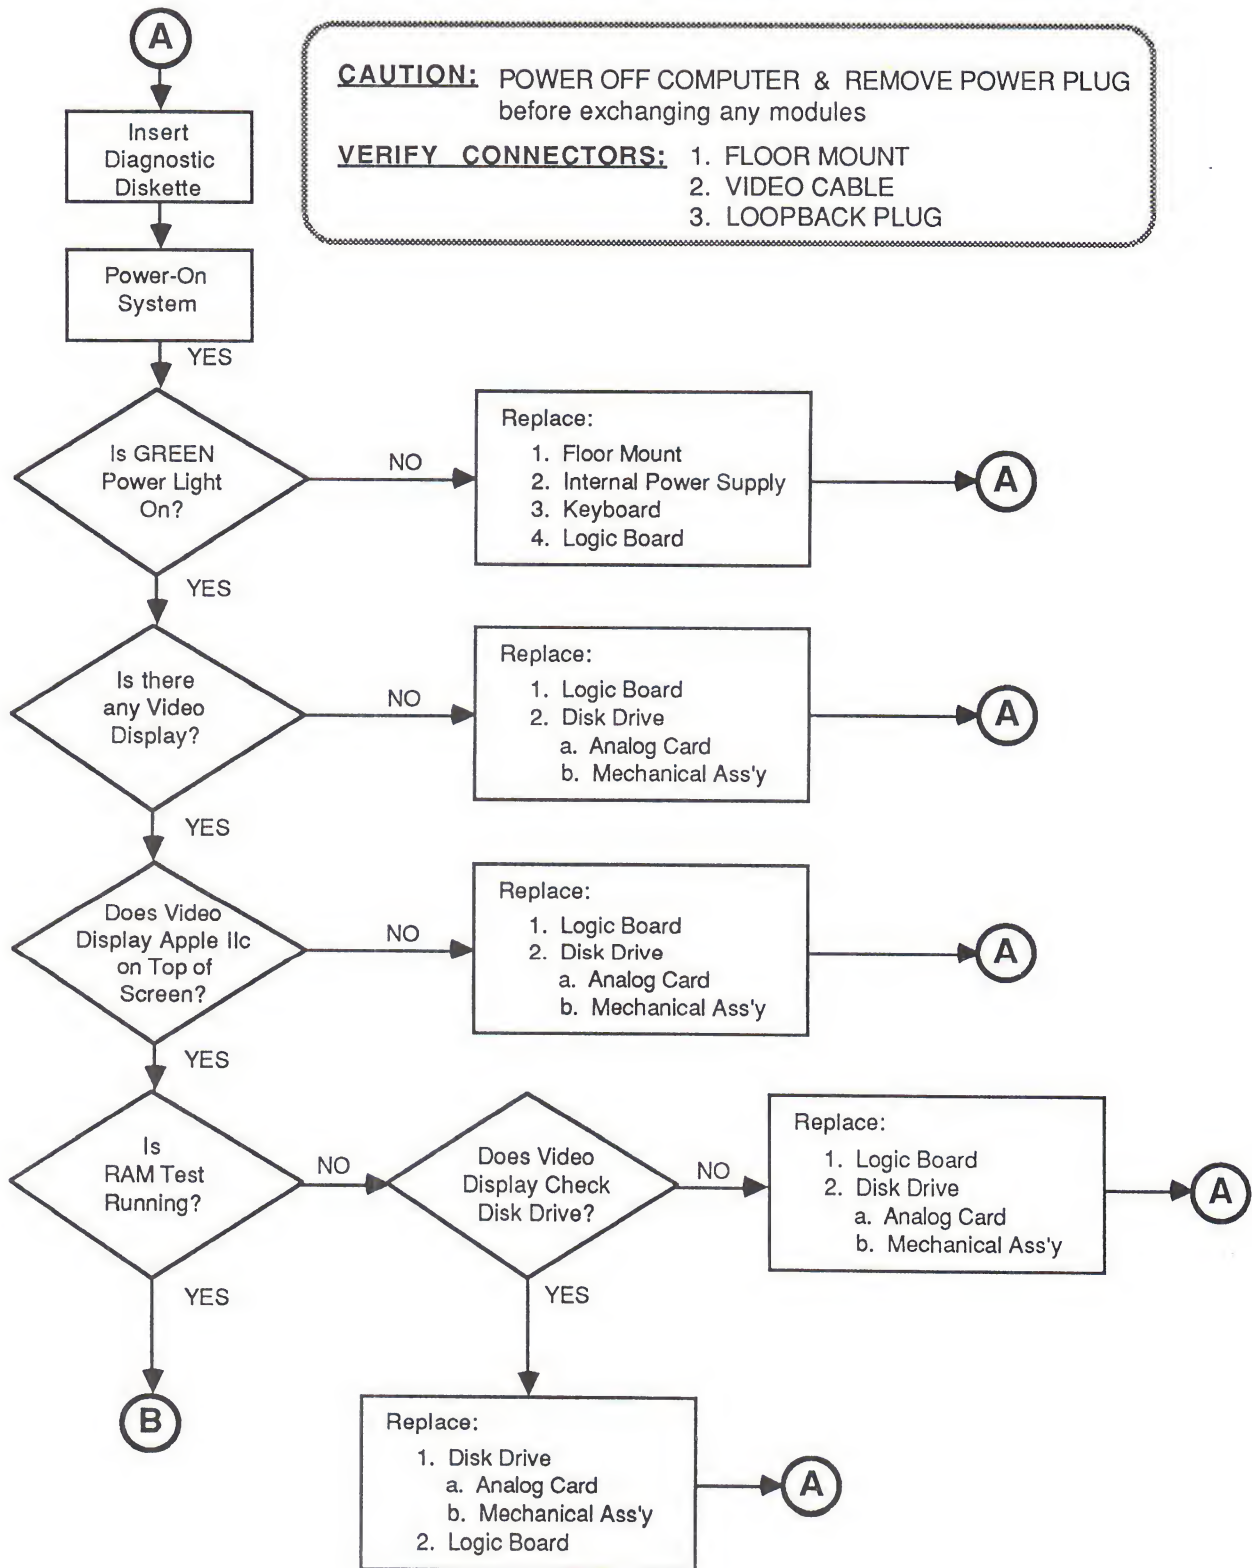 A
CAUTION: POWER OFF COMPUTER & REMOVE POWER PLUG
before exchanging any modules
VERIFY CONNECTORS: 1. FLOOR MOUNT
2. VIDEO CABLE
3. LOOPBACK PLUG
Insert
Diagnostic
Diskette
Power-On
System
YES
Is GREEN
Power Light
On?
NO
Replace:
1. Floor Mount
2. Internal Power Supply
3. Keyboard
4. Logic Board
A
YES
Is there
any Video
Display?
NO
Replace:
1. Logic Board
2. Disk Drive
a. Analog Card
b. Mechanical Ass'y
A
YES
Does Video
Display Apple IIc
on Top of
Screen?
NO
Replace:
1. Logic Board
2. Disk Drive
a. Analog Card
b. Mechanical Ass'y
A
YES
Is
RAM Test
Running?
NO
Does Video
Display Check
Disk Drive?
NO
Replace:
1. Logic Board
2. Disk Drive
a. Analog Card
b. Mechanical Ass'y
A
YES
YES
B
Replace:
1. Disk Drive
a. Analog Card
b. Mechanical Ass'y
2. Logic Board
A